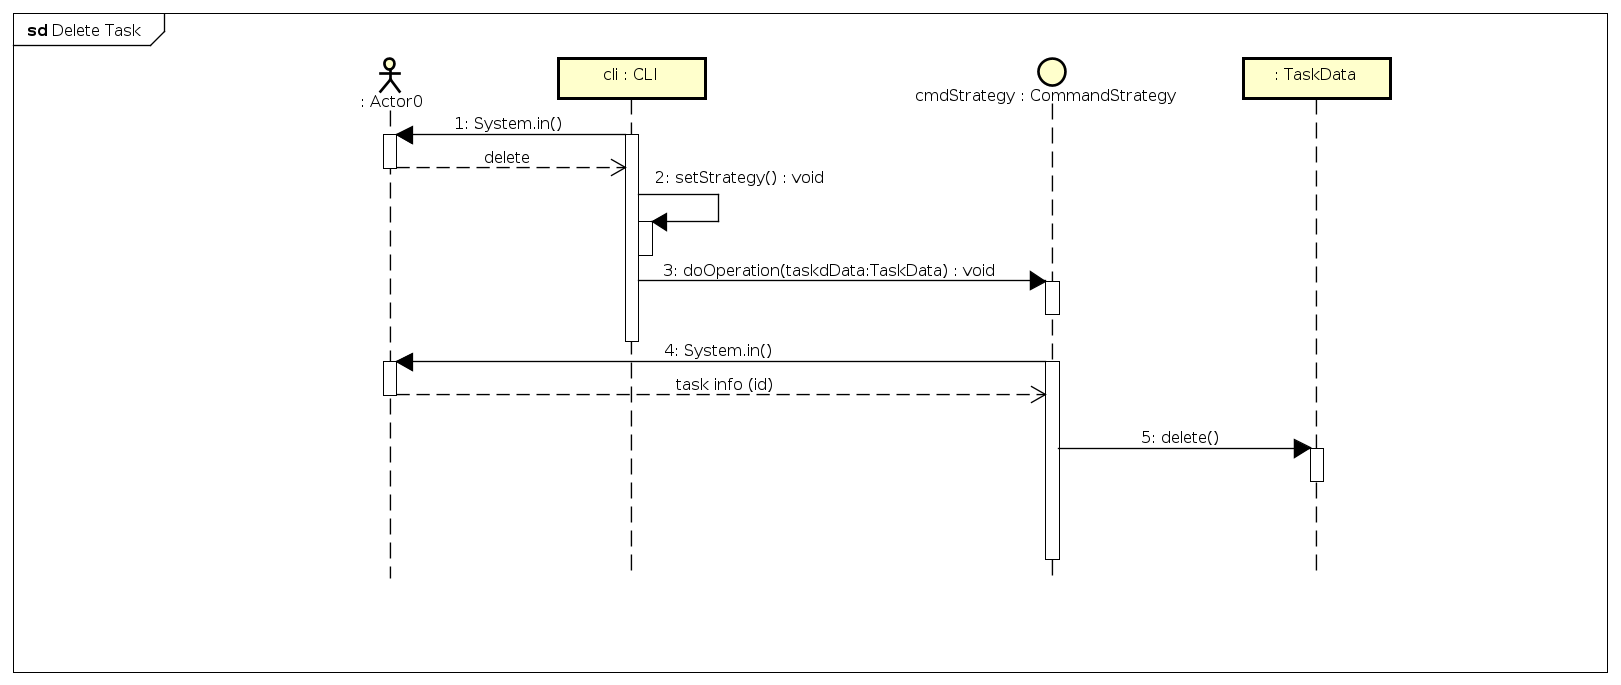 sd Delete Task
: Actor0
cli : CLI
cmdStrategy : CommandStrategy
: TaskData
1: System.in()
delete
2: setStrategy() : void
3: doOperation(taskdData:TaskData) : void
4: System.in()
task info (id)
5: delete()